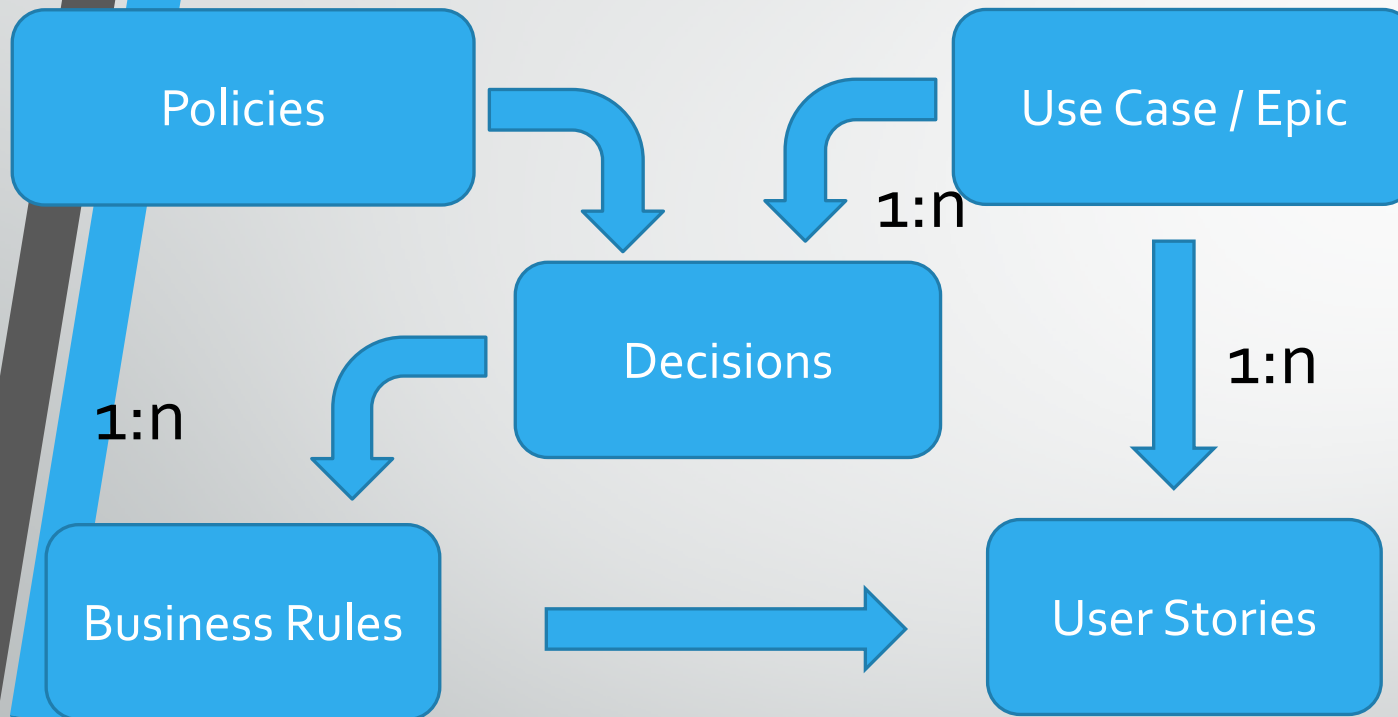 Policies
Use Case / Epic
1:n
Decisions
1:n
1:n
Business Rules
User Stories